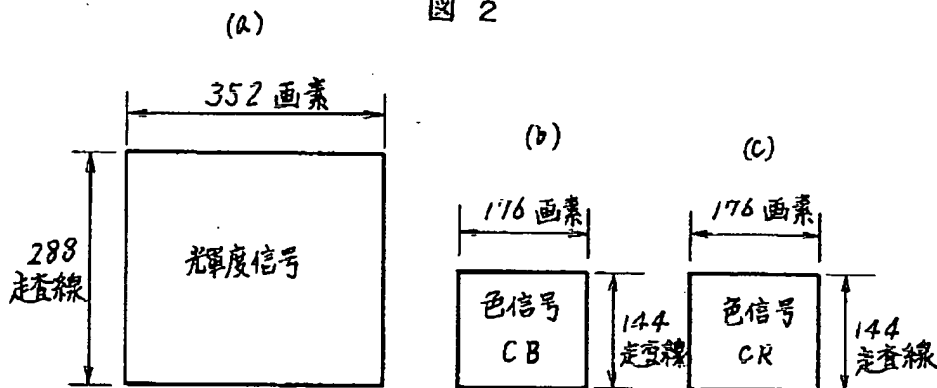 図 2
(a)
352 画素
288
走査線
輝度信号
(b)
176 画素
色信号
CB
144
走査線
(c)
176 画素
色信号
CR
144
走査線